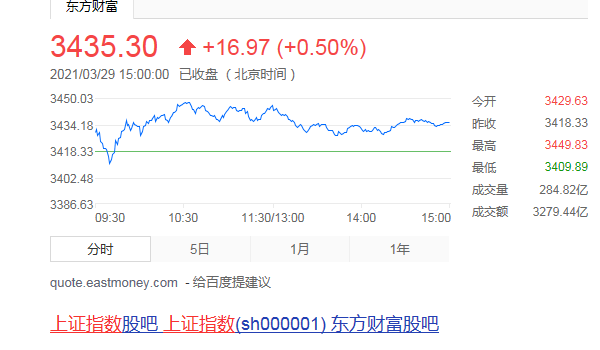 东方财富
3435.30 +16.97 (+0.50%)
2021/03/29 15:00:00 已收盘 (北京时间)
3450.03
3434.18
3418.33
3402.48
3386.63
09:30 10:30 11:30/13:00 14:00 15:00
今开 3429.63
昨收 3418.33
最高 3449.83
最低 3409.89
成交量 284.82亿
成交额 3279.44亿
分时 5日 1月 1年
quote.eastmoney.com - 给百度提建议
上证指数股吧_上证指数(sh000001)_东方财富股吧